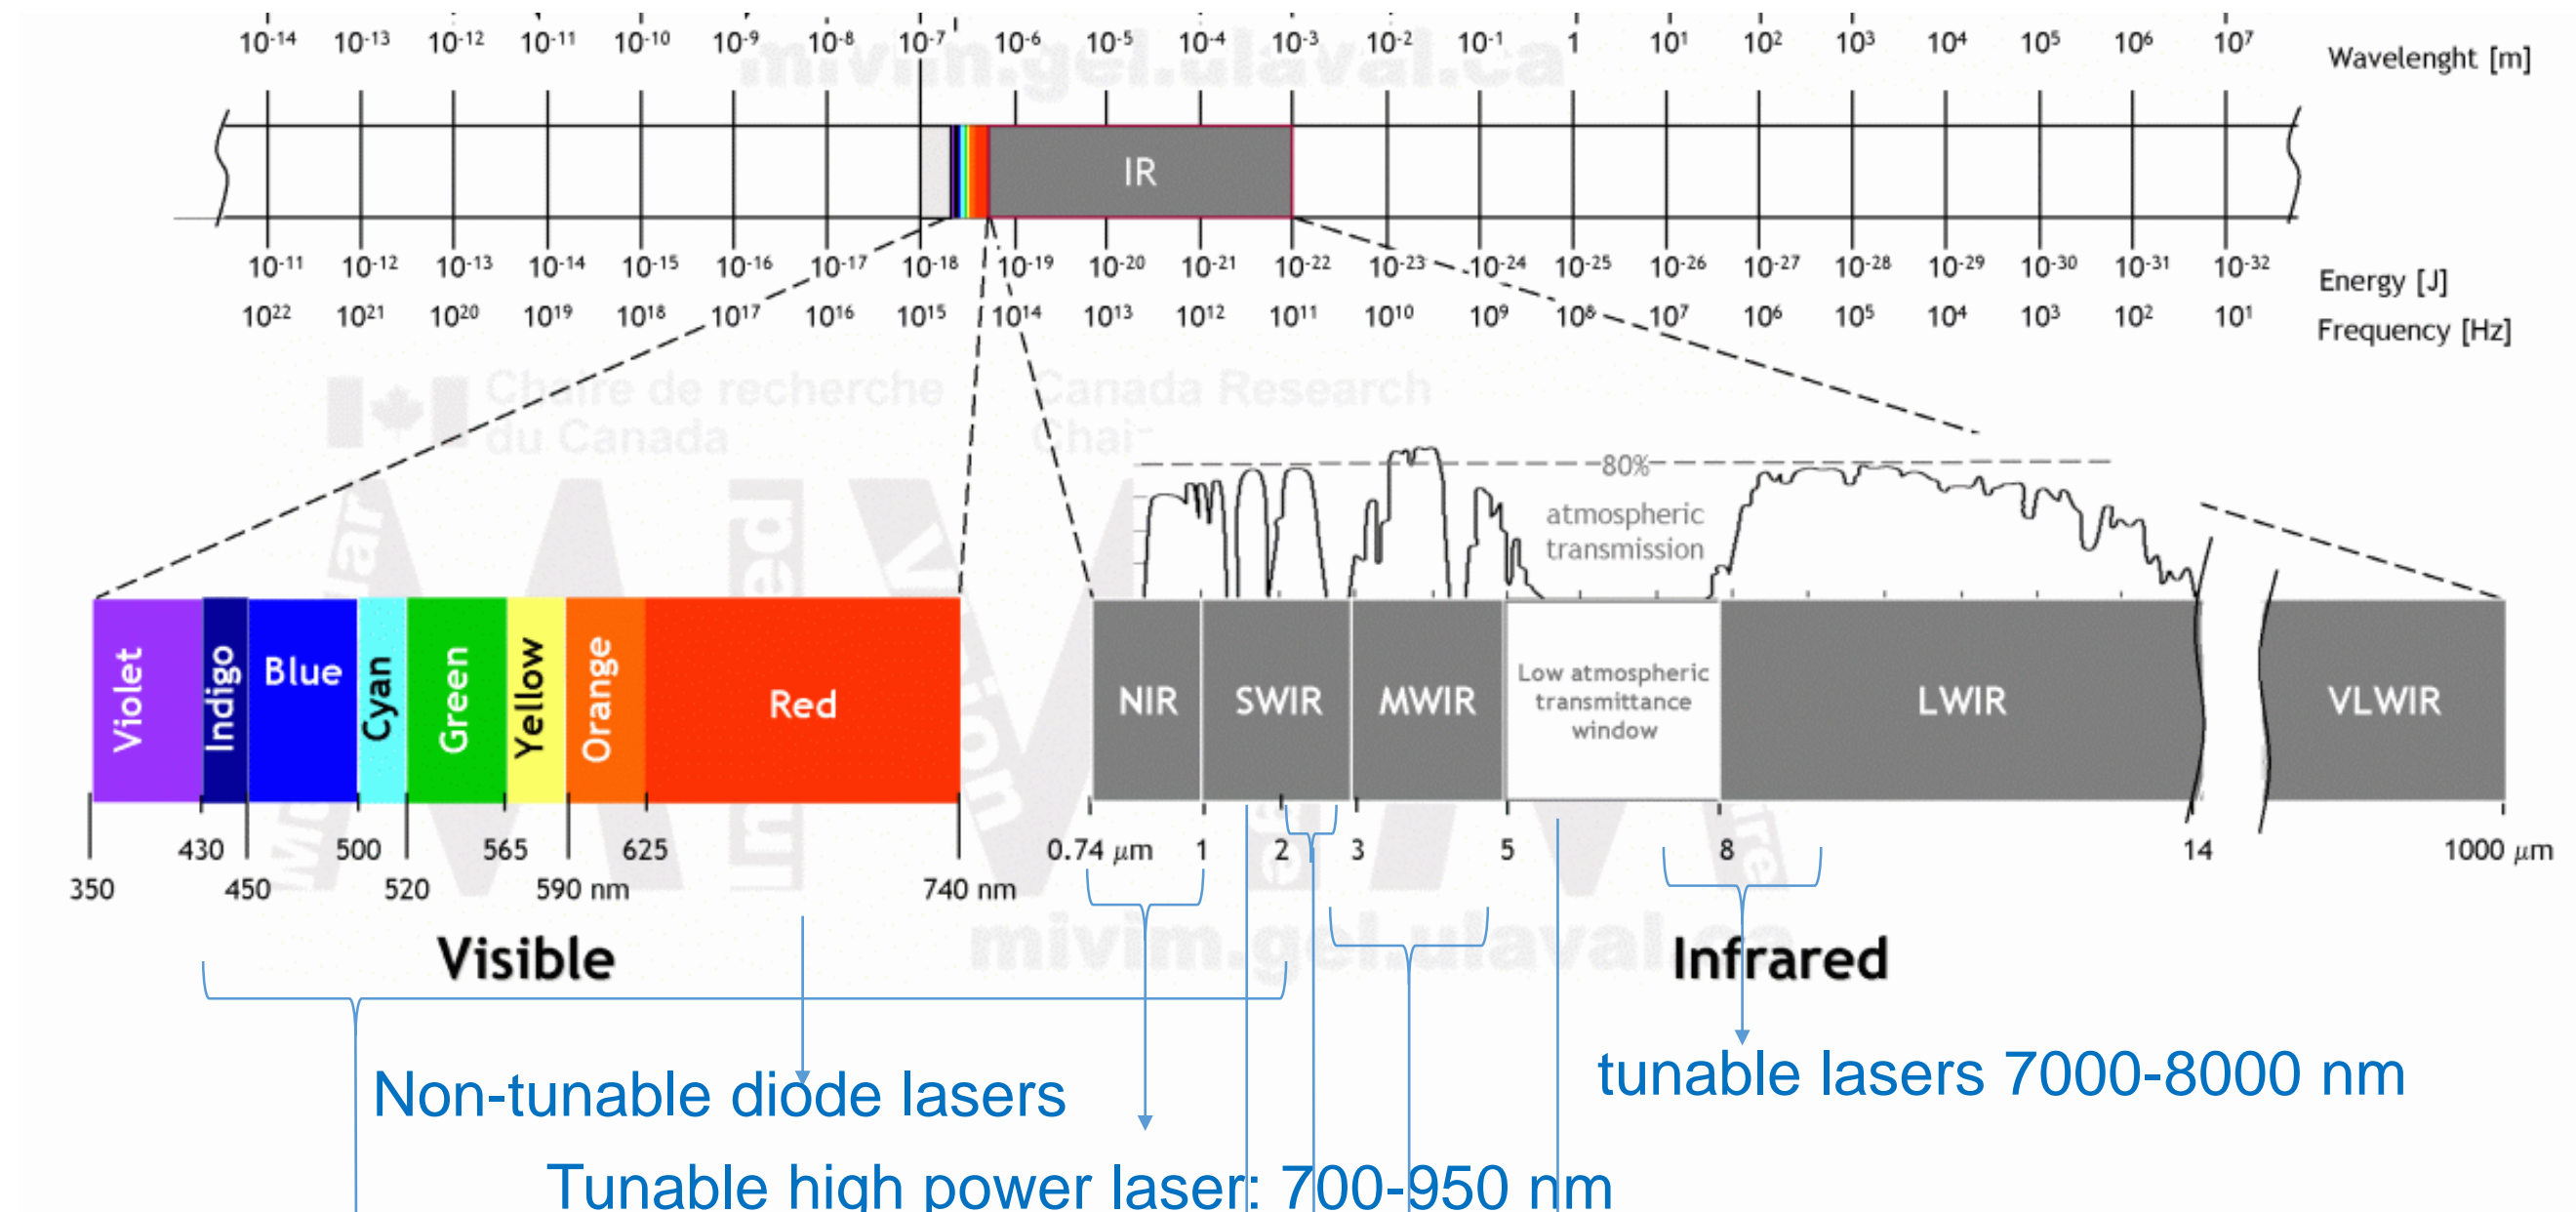 10-14 10-13 10-12 10-11 10-10 10-9 10-8 10-7 10-6 10-5 10-4 10-3 10-2 10-1 1 10¹ 10² 10³ 10⁴ 10⁵ 10⁶ 10⁷ Wavelenght [m]
mivim.gel.ulaval.ca
IR
10-11 10-12 10-13 10-14 10-15 10-16 10-17 10-18 10-19 10-20 10-21 10-22 10-23 10-24 10-25 10-26 10-27 10-28 10-29 10-30 10-31 10-32 Energy [J]
10²² 10²¹ 10²⁰ 10¹⁹ 10¹⁸ 10¹⁷ 10¹⁶ 10¹⁵ 10¹⁴ 10¹³ 10¹² 10¹¹ 10¹⁰ 10⁹ 10⁸ 10⁷ 10⁶ 10⁵ 10⁴ 10³ 10² 10¹ Frequency [Hz]
Chaire de recherche
du Canada
Canada Research
Chai
80%
atmospheric
transmission
Violet Indigo Blue Cyan Green Yellow Orange Red
NIR SWIR MWIR
Low atmospheric
transmittance
window
LWIR VLWIR
430 500 565 625 0.74 μm 1 2 3 5 8 14 1000 μm
350 450 520 590 nm 740 nm
mivim.gel.ulaval.ca
Visible Infrared
Non-tunable diode lasers
tunable lasers 7000-8000 nm
Tunable high power laser: 700-950 nm